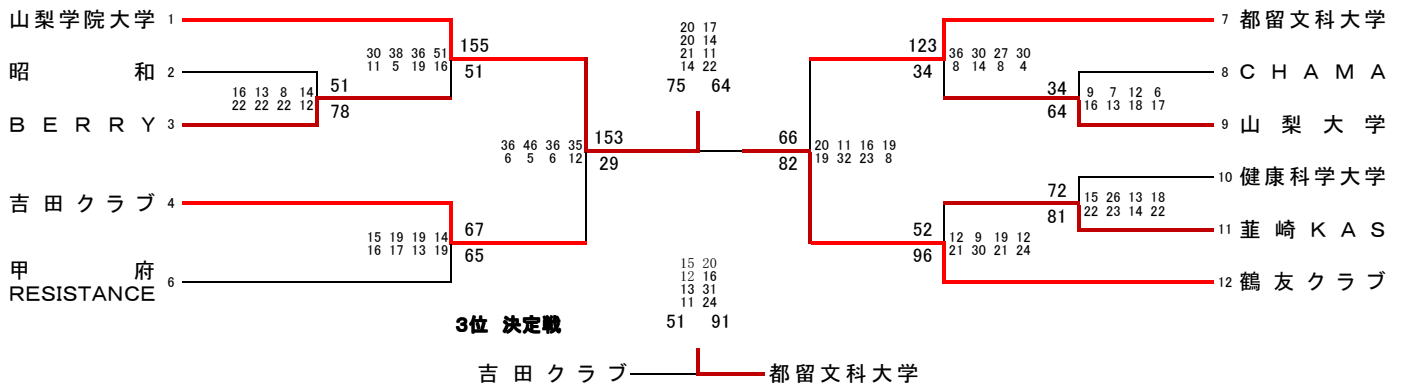 山梨学院大学 1
昭 和 2
BERRY 3
吉田クラブ 4
甲 府
RESISTANCE 6
16 13 8 14
22 22 22 12
51
78
30 38 36 51
11 5 19 16
155
51
15 19 19 14
16 17 13 19
67
65
36 46 36 35
6 5 6 12
153
29
20 17
20 14
21 11
14 22
75 64
66
82
20 11 16 19
19 32 23 8
123
34
36 30 27 30
8 14 8 4
34
64
9 7 12 6
16 13 18 17
72
81
15 26 13 18
22 23 14 22
52
96
12 9 19 12
21 30 21 24
7 都留文科大学
8 CHAMA
9 山梨大学
10 健康科学大学
11 韮崎KAS
12 鶴友クラブ
15 20
12 16
13 31
11 24
51 91
3位 決定戦
吉田クラブ 都留文科大学